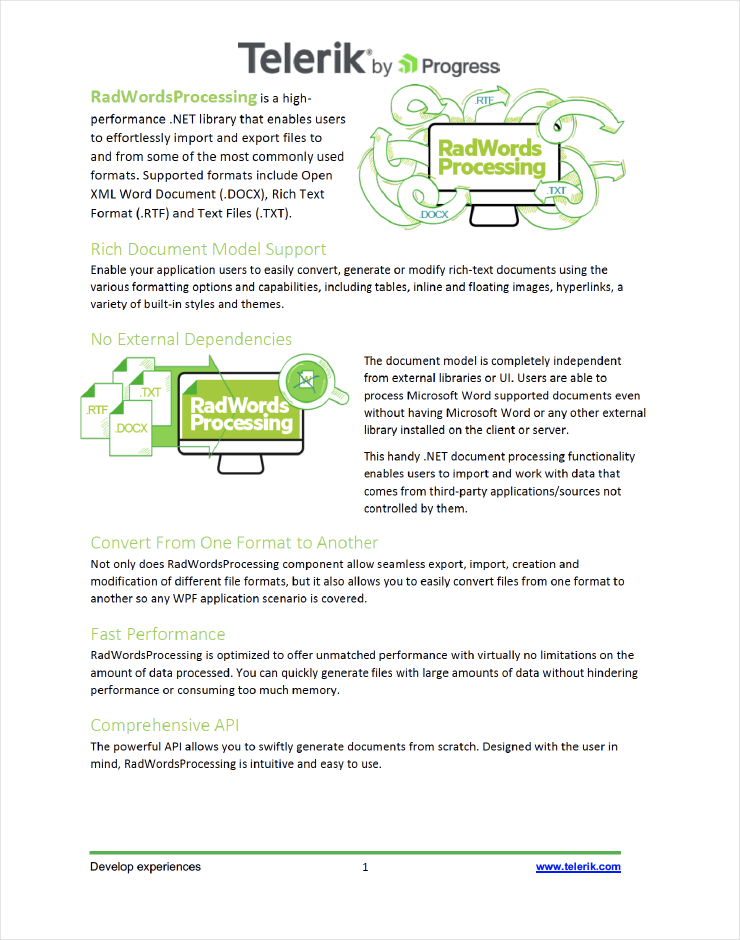 Telerik® by Progress
RadWordsProcessing is a high-
performance .NET library that enables users
to effortlessly import and export files to
and from some of the most commonly used
formats. Supported formats include Open
XML Word Document (.DOCX), Rich Text
Format (.RTF) and Text Files (.TXT).
.RTF
RadWords
Processing
.TXT
.DOCX
Rich Document Model Support
Enable your application users to easily convert, generate or modify rich-text documents using the
various formatting options and capabilities, including tables, inline and floating images, hyperlinks, a
variety of built-in styles and themes.
No External Dependencies
.TXT
.RTF
.DOCX
RadWords
Processing
W
The document model is completely independent
from external libraries or UI. Users are able to
process Microsoft Word supported documents even
without having Microsoft Word or any other external
library installed on the client or server.
This handy .NET document processing functionality
enables users to import and work with data that
comes from third-party applications/sources not
controlled by them.
Convert From One Format to Another
Not only does RadWordsProcessing component allow seamless export, import, creation and
modification of different file formats, but it also allows you to easily convert files from one format to
another so any WPF application scenario is covered.
Fast Performance
RadWordsProcessing is optimized to offer unmatched performance with virtually no limitations on the
amount of data processed. You can quickly generate files with large amounts of data without hindering
performance or consuming too much memory.
Comprehensive API
The powerful API allows you to swiftly generate documents from scratch. Designed with the user in
mind, RadWordsProcessing is intuitive and easy to use.
Develop experiences 1 www.telerik.com